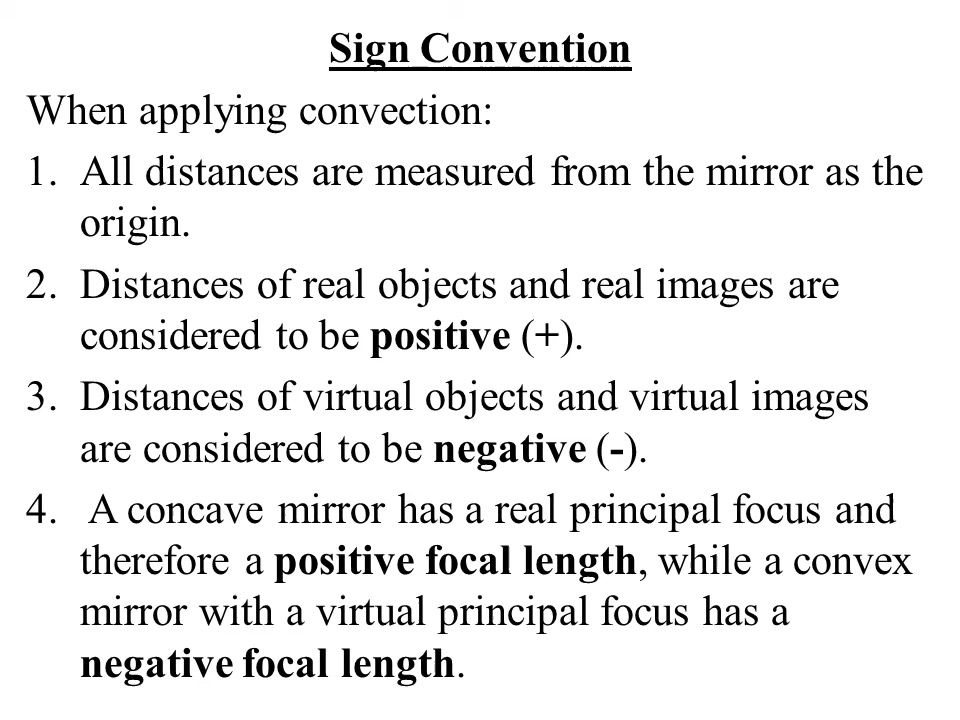 Sign Convention
When applying convection:
1. All distances are measured from the mirror as the
origin.
2. Distances of real objects and real images are
considered to be positive (+).
3. Distances of virtual objects and virtual images
are considered to be negative (-).
4. A concave mirror has a real principal focus and
therefore a positive focal length, while a convex
mirror with a virtual principal focus has a
negative focal length.